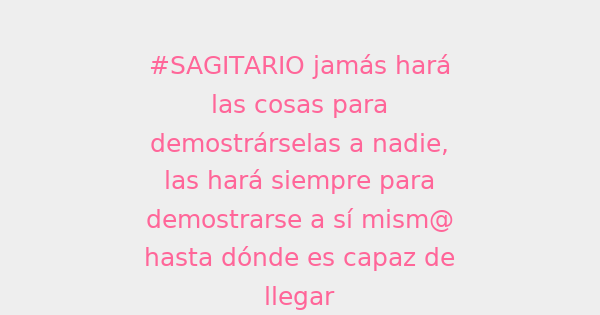 #SAGITARIO jamás hará
las cosas para
demostrárselas a nadie,
las hará siempre para
demostrarse a sí mism@
hasta dónde es capaz de
llegar